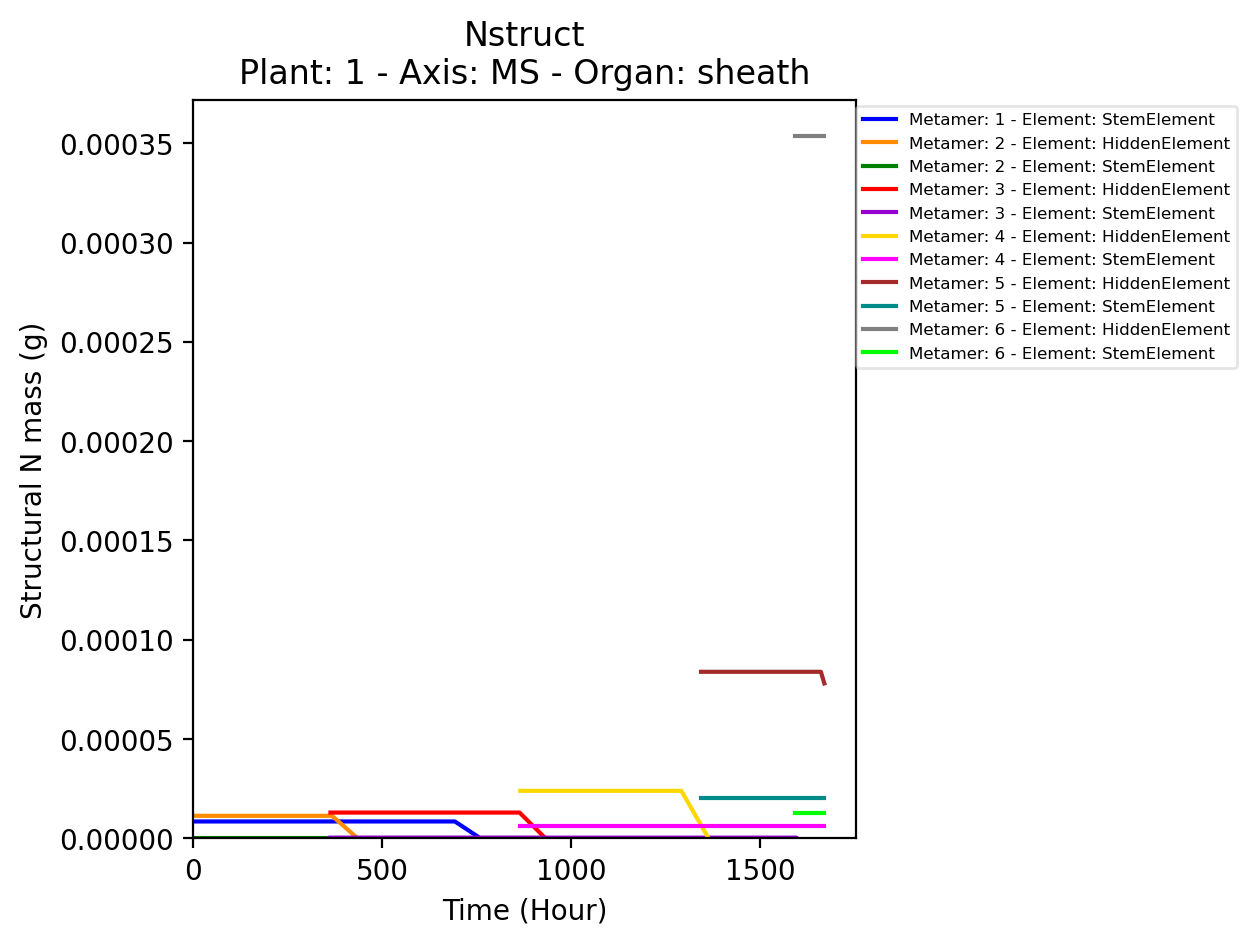 Nstruct
Plant: 1 - Axis: MS - Organ: sheath
0.00035
0.00030
0.00025
0.00020
0.00015
0.00010
0.00005
0.00000
Structural N mass (g)
0
500
1000
1500
Time (Hour)
Metamer: 1 - Element: StemElement
Metamer: 2 - Element: HiddenElement
Metamer: 2 - Element: StemElement
Metamer: 3 - Element: HiddenElement
Metamer: 3 - Element: StemElement
Metamer: 4 - Element: HiddenElement
Metamer: 4 - Element: StemElement
Metamer: 5 - Element: HiddenElement
Metamer: 5 - Element: StemElement
Metamer: 6 - Element: HiddenElement
Metamer: 6 - Element: StemElement